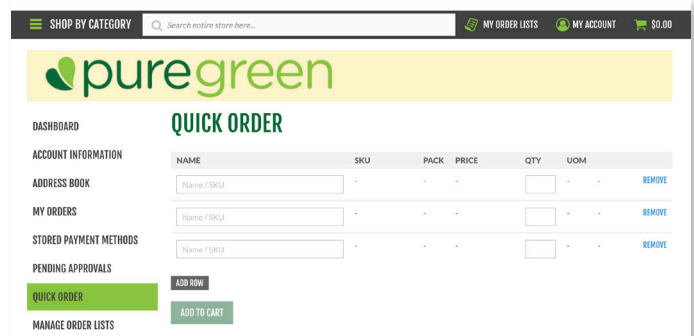 SHOP BY CATEGORY Search entire store here... MY ORDER LISTS MY ACCOUNT $0.00
puregreen
DASHBOARD
ACCOUNT INFORMATION
ADDRESS BOOK
MY ORDERS
STORED PAYMENT METHODS
PENDING APPROVALS
QUICK ORDER
MANAGE ORDER LISTS
QUICK ORDER
NAME SKU PACK PRICE QTY UOM
Name / SKU - - - - - REMOVE
Name / SKU - - - - - REMOVE
Name / SKU - - - - - REMOVE
ADD ROW
ADD TO CART